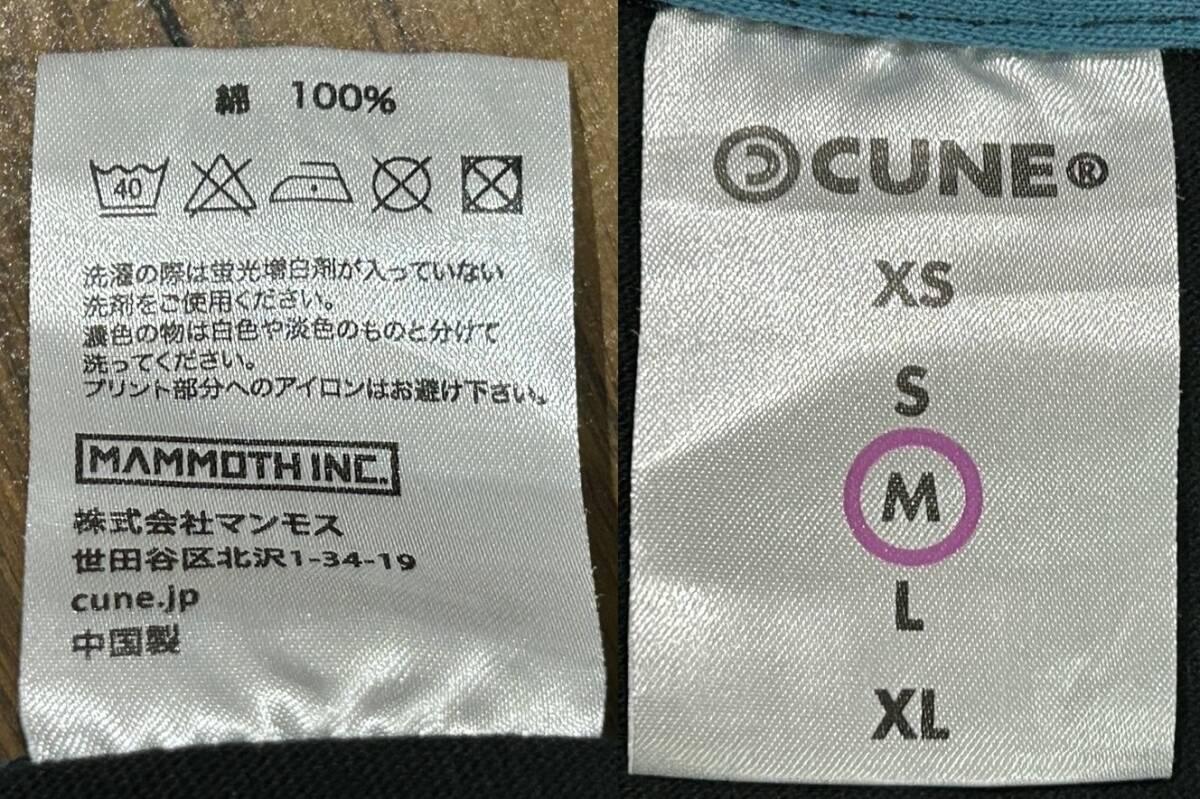 綿 100%
40
洗濯の際は蛍光増白剤が入っていない
洗剤をご使用ください。
濃色の物は白色や淡色のものと分けて
洗ってください。
プリント部分へのアイロンはお避け下さい。
MAMMOTH INC.
株式会社マンモス
世田谷区北沢1-34-19
cune.jp
中国製
CUNE®
XS
S
M
L
XL